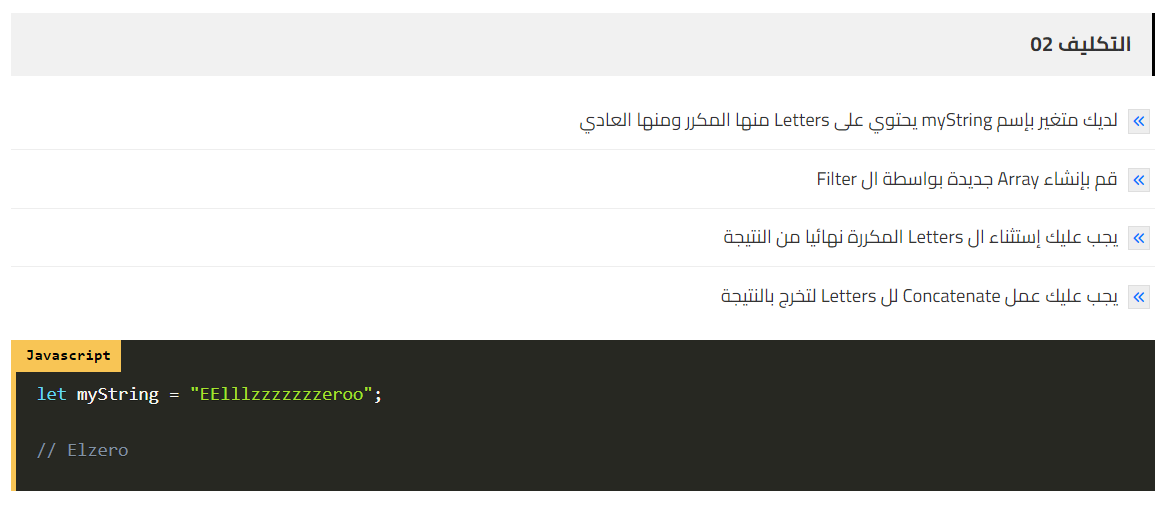 التكليف 02
لديك متغير بإسم myString يحتوي على Letters منها المكرر ومنها العادي
قم بإنشاء Array جديدة بواسطة ال Filter
يجب عليك إستثناء ال Letters المكررة نهائيا من النتيجة
يجب عليك عمل Concatenate لل Letters لتخرج بالنتيجة
Javascript
let myString = "EElllzzzzzzzeroo";
// Elzero